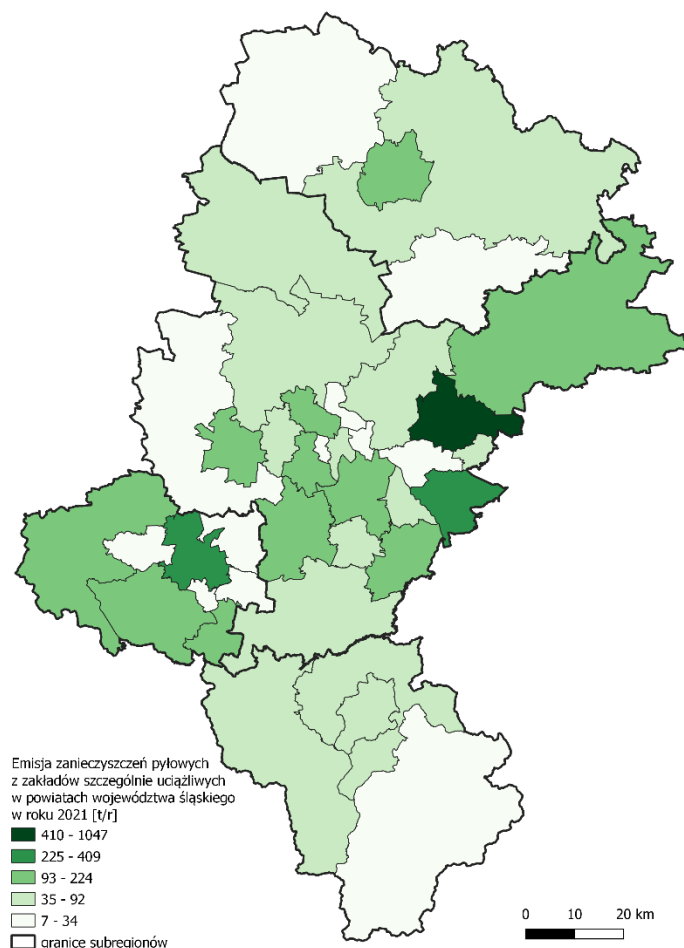 Emisja zanieczyszczeń pyłowych
z zakładów szczególnie uciążliwych
w powiatach województwa śląskiego
w roku 2021 [t/r]
410 - 1047
225 - 409
93 - 224
35 - 92
7 - 34
granice subregionów
0 10 20 km